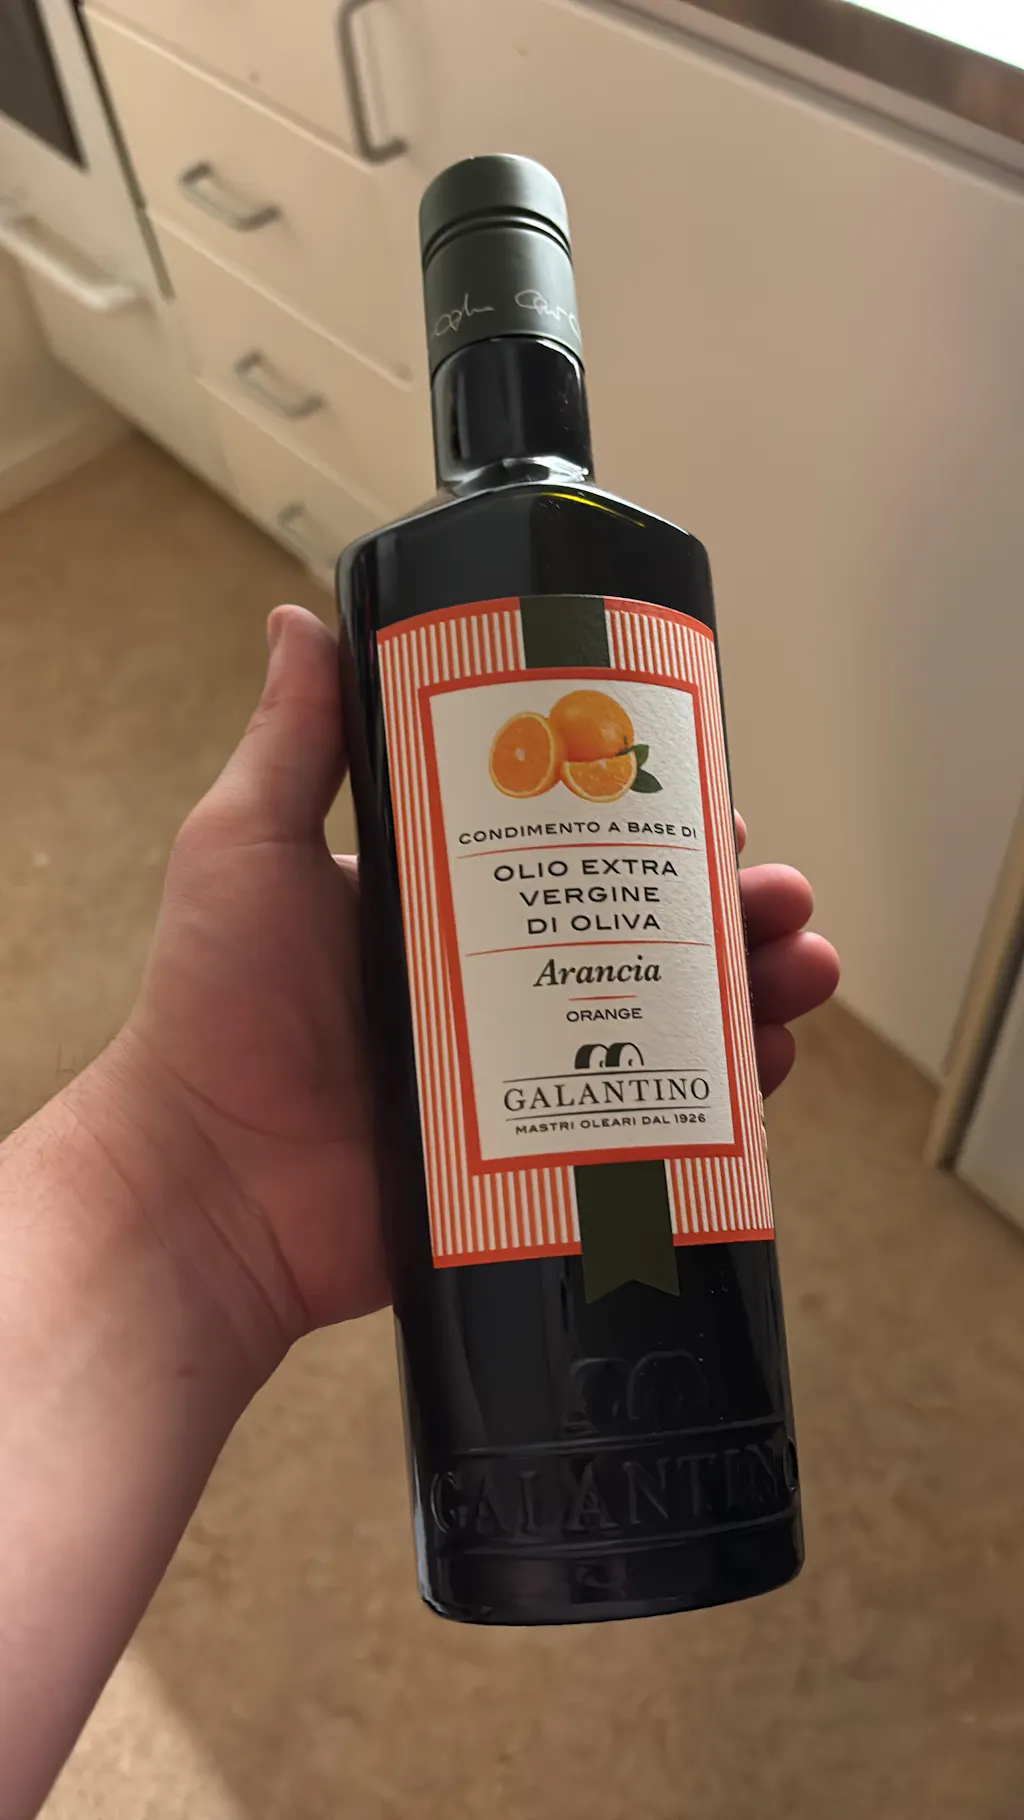 CONDIMENTO A BASE DI
OLIO EXTRA
VERGINE
DI OLIVA
Arancia
ORANGE
GALANTINO
MASTRI OLEARI DAL 1926
GALANTINO